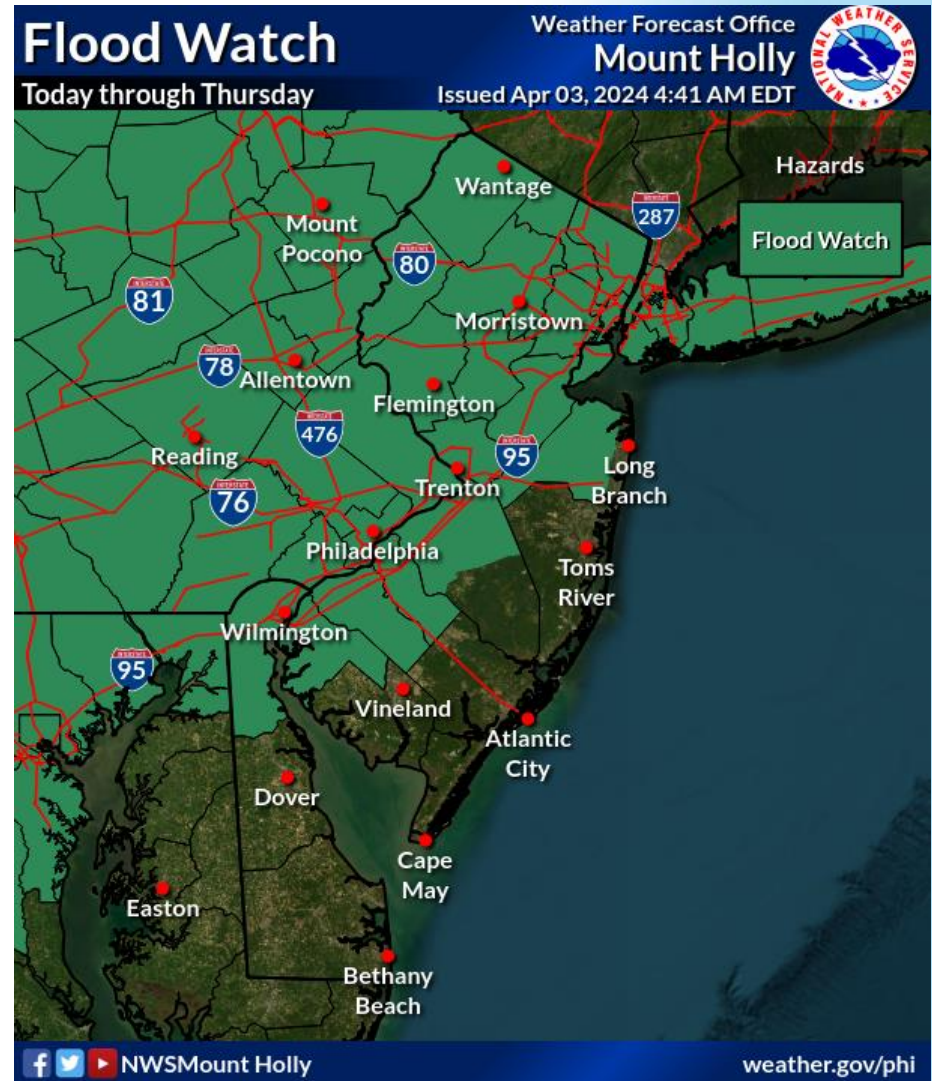 Flood Watch
Today through Thursday
Weather Forecast Office
Mount Holly
Issued Apr 03, 2024 4:41 AM EDT
NATIONAL WEATHER SERVICE
Hazards
Flood Watch
Wantage
287
Mount
Pocono
80
81
Morristown
78
Allentown
Flemington
476
Reading
95
Long
Branch
Trenton
INTERSTATE
76
Philadelphia
Toms
River
Wilmington
95
Vineland
Atlantic
City
Dover
Cape
May
Easton
Bethany
Beach
NWSMount Holly
weather.gov/phi